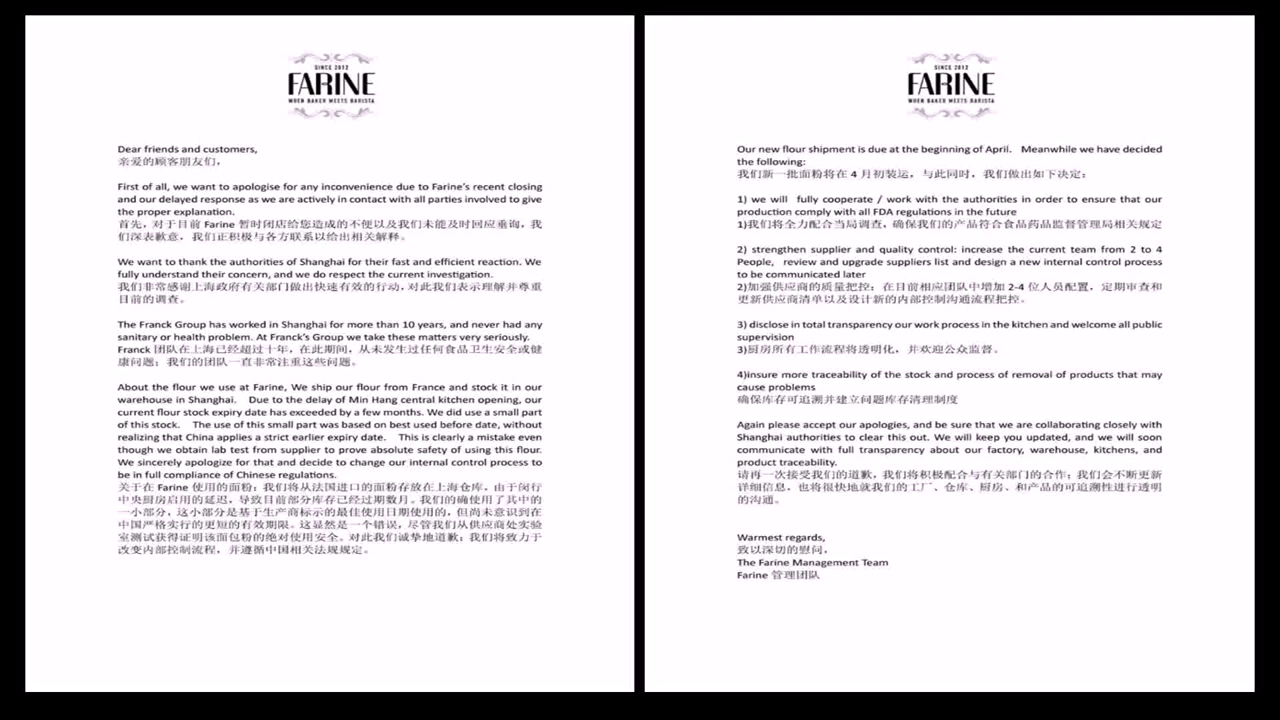 SINCE 2012
FARINE
WHEN BAKER MEETS BARISTA
Dear friends and customers,
亲爱的顾客朋友们，
First of all, we want to apologise for any inconvenience due to Farine's recent closing
and our delayed response as we are actively in contact with all parties involved to give
the proper explanation.
首先，对于目前 Farine 暂时闭店给您造成的不便以及我们未能及时回应垂询，我
们深表歉意，我们正积极与各方联系以给出相关解释。
We want to thank the authorities of Shanghai for their fast and efficient reaction. We
fully understand their concern, and we do respect the current investigation.
我们非常感谢上海政府有关部门做出快速有效的行动，对此我们表示理解并尊重
目前的调查。
The Franck Group has worked in Shanghai for more than 10 years, and never had any
sanitary or health problem. At Franck's Group we take these matters very seriously.
Franck 团队在上海已经超过十年，在此期间，从未发生过任何食品卫生安全或健
康问题；我们的团队一直非常注重这些问题。
About the flour we use at Farine, We ship our flour from France and stock it in our
warehouse in Shanghai. Due to the delay of Min Hang central kitchen opening, our
current flour stock expiry date has exceeded by a few months. We did use a small part
of this stock. The use of this small part was based on best used before date, without
realizing that China applies a strict earlier expiry date. This is clearly a mistake even
though we obtain lab test from supplier to prove absolute safety of using this flour.
We sincerely apologize for that and decide to change our internal control process to
be in full compliance of Chinese regulations.
关于在 Farine 使用的面粉；我们将从法国进口的面粉存放在上海仓库，由于闵行
中央厨房启用的延迟，导致目前部分库存已经过期数月。我们的确使用了其中的
一小部分，这小部分是基于生产商标示的最佳使用日期使用的，但尚未意识到在
中国严格实行的更短的有效期限。这显然是一个错误，尽管我们从供应商处实验
室测试获得证明该面包粉的绝对使用安全。对此我们诚挚地道歉；我们将致力于
改变内部控制流程，并遵循中国相关法规规定。
SINCE 2012
FARINE
WHEN BAKER MEETS BARISTA
Our new flour shipment is due at the beginning of April. Meanwhile we have decided
the following:
我们新一批面粉将在 4 月初装运，与此同时，我们做出如下决定：
1) we will fully cooperate / work with the authorities in order to ensure that our
production comply with all FDA regulations in the future
1)我们将全力配合当局调查，确保我们的产品符合食品药品监督管理局相关规定
2) strengthen supplier and quality control: increase the current team from 2 to 4
People, review and upgrade suppliers list and design a new internal control process
to be communicated later
2)加强供应商的质量把控：在目前相应团队中增加 2-4 位人员配置，定期审查和
更新供应商清单以及设计新的内部控制沟通流程把控。
3) disclose in total transparency our work process in the kitchen and welcome all public
supervision
3)厨房所有工作流程将透明化，并欢迎公众监督。
4)insure more traceability of the stock and process of removal of products that may
cause problems
确保库存可追溯并建立问题库存清理制度
Again please accept our apologies, and be sure that we are collaborating closely with
Shanghai authorities to clear this out. We will keep you updated, and we will soon
communicate with full transparency about our factory, warehouse, kitchens, and
product traceability.
请再一次接受我们的道歉，我们将积极配合与有关部门的合作；我们会不断更新
详细信息，也将很快地就我们的工厂、仓库、厨房、和产品的可追溯性进行透明
的沟通。
Warmest regards,
致以深切的慰问，
The Farine Management Team
Farine 管理团队